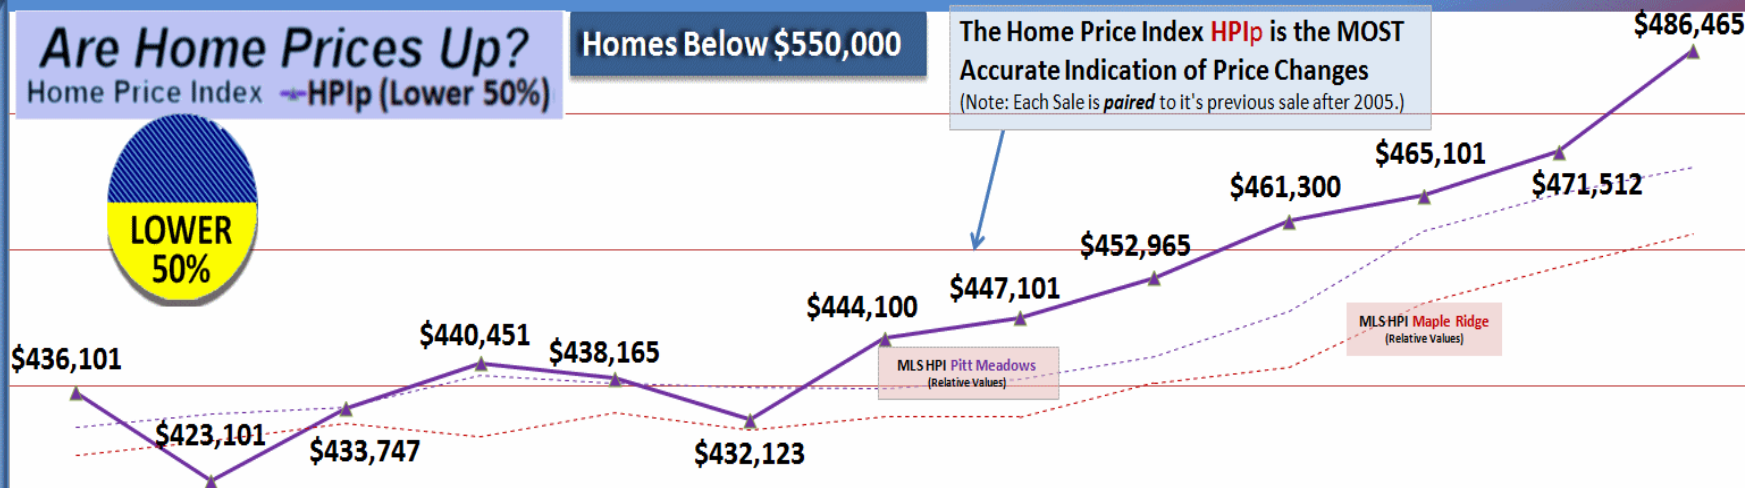 Are Home Prices Up?
Home Price Index HPIp (Lower 50%)
Homes Below $550,000
The Home Price Index HPIp is the MOST
Accurate Indication of Price Changes
(Note: Each Sale is paired to it's previous sale after 2005.)
LOWER
50%
$436,101
$423,101
$433,747
$440,451
$438,165
$432,123
$444,100
$447,101
$452,965
$461,300
$465,101
$471,512
$486,465
MLS HPI Pitt Meadows
(Relative Values)
MLS HPI Maple Ridge
(Relative Values)